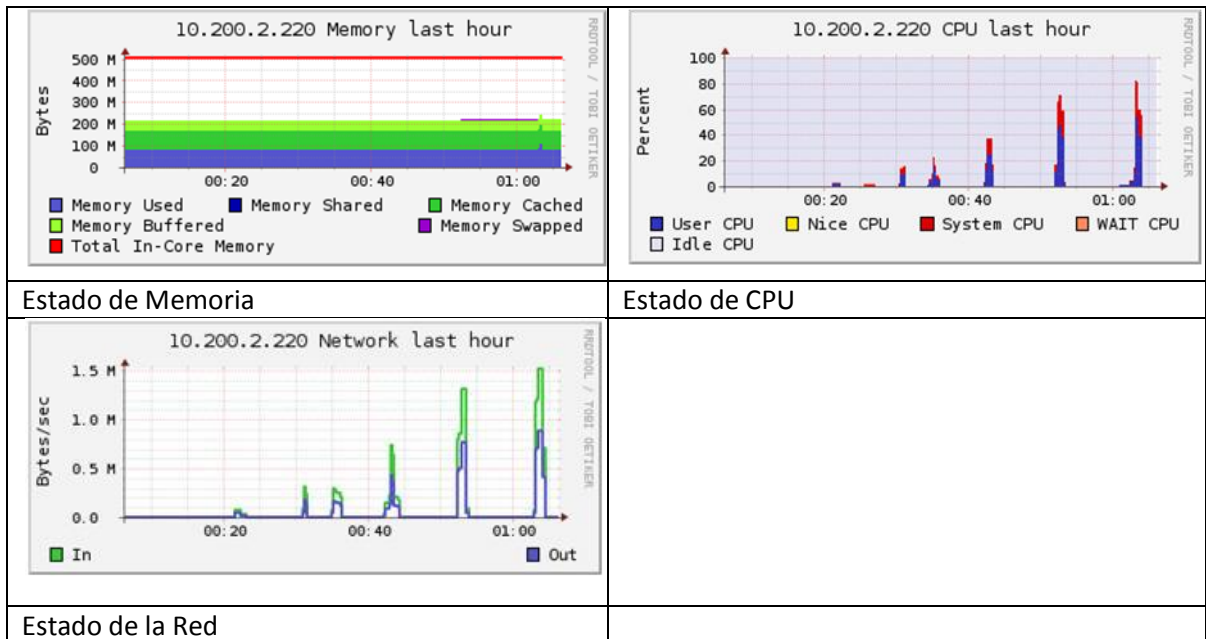 10.200.2.220 Memory last hour
RRDTOOL / TOBI OETIKER
Bytes
500 M
400 M
300 M
200 M
100 M
0
00:20 00:40 01:00
Memory Used Memory Shared Memory Cached
Memory Buffered Memory Swapped
Total In-Core Memory
10.200.2.220 CPU last hour
RRDTOOL / TOBI OETIKER
Percent
100
80
60
40
20
0
00:20 00:40 01:00
User CPU Nice CPU System CPU WAIT CPU
Idle CPU
Estado de Memoria
Estado de CPU
10.200.2.220 Network last hour
RRDTOOL / TOBI OETIKER
Bytes/sec
1.5 M
1.0 M
0.5 M
0.0
00:20 00:40 01:00
In Out
Estado de la Red